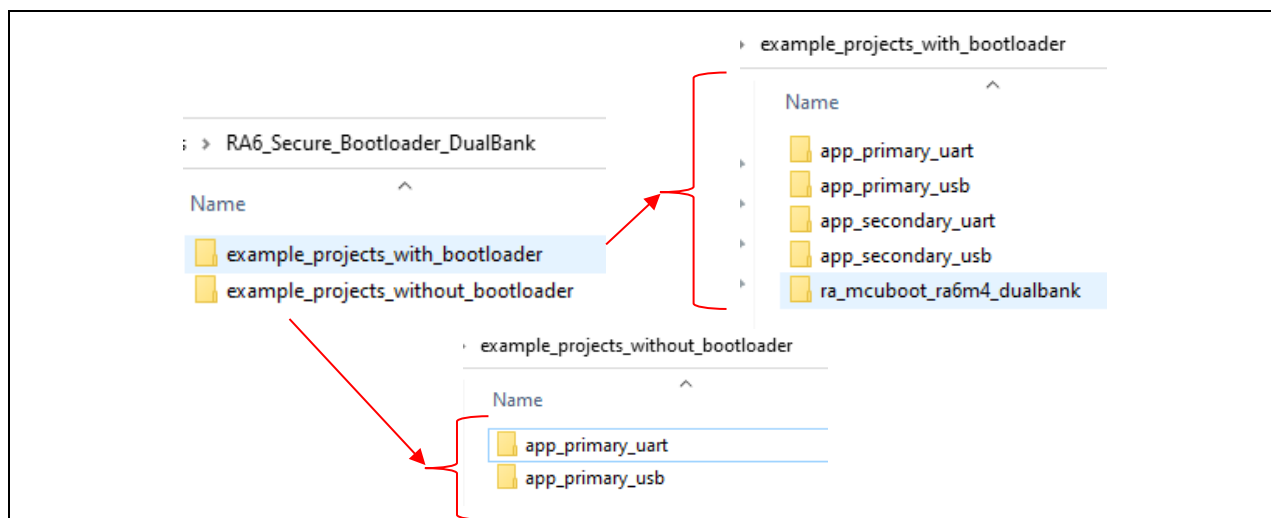 RA6_Secure_Bootloader_DualBank
Name
example_projects_with_bootloader
example_projects_without_bootloader
example_projects_with_bootloader
Name
app_primary_uart
app_primary_usb
app_secondary_uart
app_secondary_usb
ra_mcuboot_ra6m4_dualbank
example_projects_without_bootloader
Name
app_primary_uart
app_primary_usb